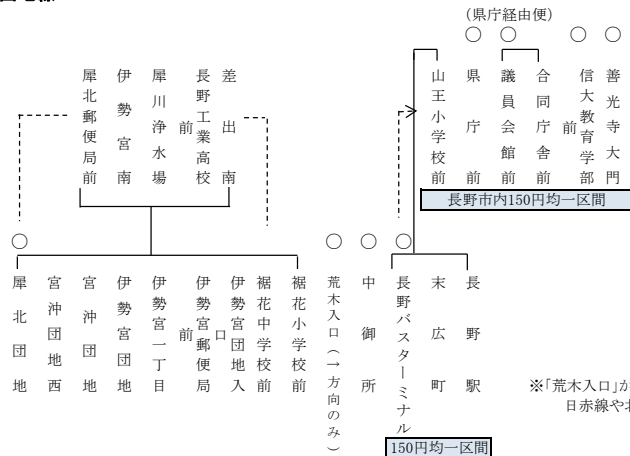 (県庁経由便)
○ ○ ○ ○
犀北郵便局前
伊勢宮南
犀川浄水場
長野工業高校前
差出南
山王小学校前
県庁前
議員会館前
合同庁舎前
信大教育学部前
善光寺大門
長野市内150円均一区間
○ ○ ○ ○
犀北団地
宮沖団地西
宮沖団地
伊勢宮団地
伊勢宮一丁目
伊勢宮郵便局前
伊勢宮団地入口
裾花中学校前
裾花小学校前
荒木入口(→方向のみ)
中御所
長野バスターミナル
末広町
長野駅
※「荒木入口」か
日赤線や
150円均一区間